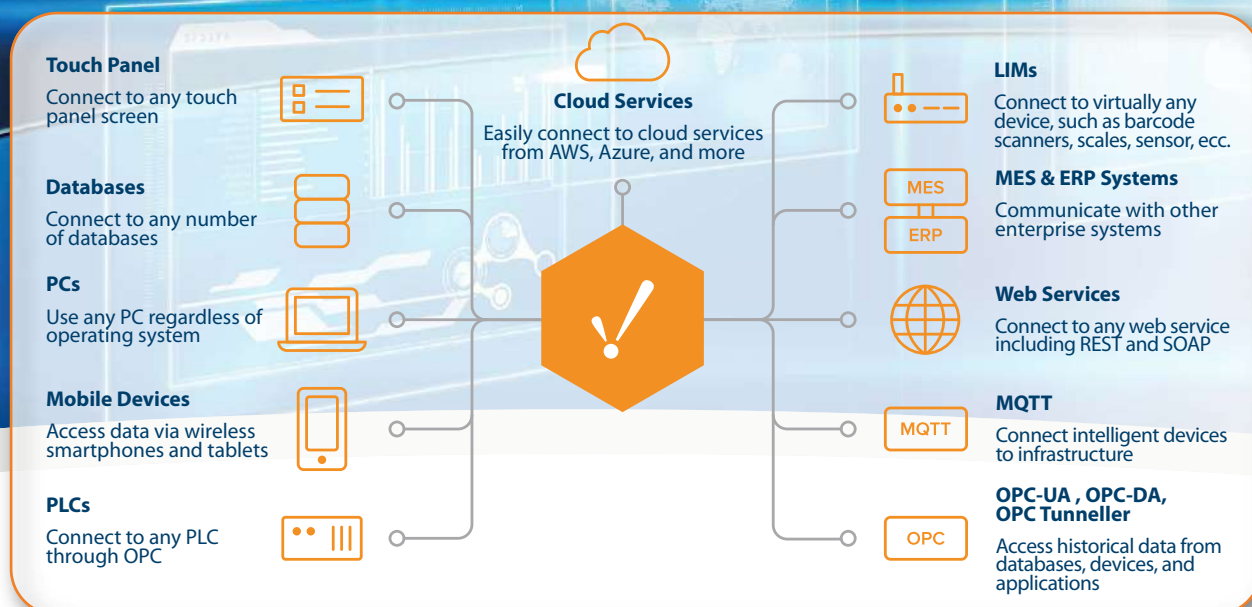 Touch Panel
Connect to any touch
panel screen
Databases
Connect to any number
of databases
PCs
Use any PC regardless of
operating system
Mobile Devices
Access data via wireless
smartphones and tablets
PLCs
Connect to any PLC
through OPC
Cloud Services
Easily connect to cloud services
from AWS, Azure, and more
LIMs
Connect to virtually any
device, such as barcode
scanners, scales, sensor, ecc.
MES
ERP
MES & ERP Systems
Communicate with other
enterprise systems
Web Services
Connect to any web service
including REST and SOAP
MQTT
MQTT
Connect intelligent devices
to infrastructure
OPC
OPC-UA , OPC-DA,
OPC Tunneller
Access historical data from
databases, devices, and
applications